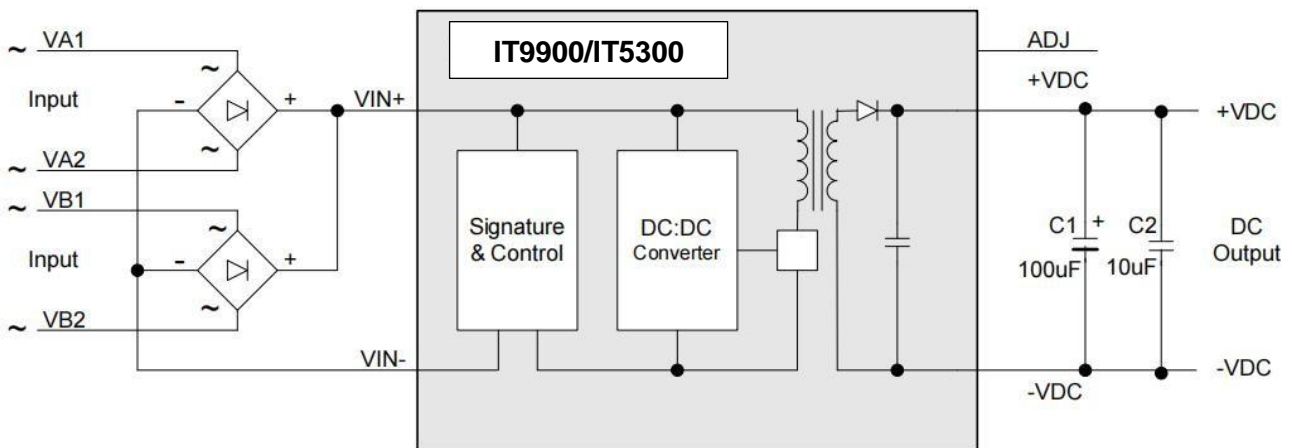 IT9900/IT5300
~ VA1
Input
~ VA2
~ VB1
Input
~ VB2
~
-
+
~
~
-
+
~
VIN+
VIN-
Signature
& Control
DC:DC
Converter
ADJ
+VDC
+VDC
C1 +
100uF
C2
10uF
DC
Output
-VDC
-VDC